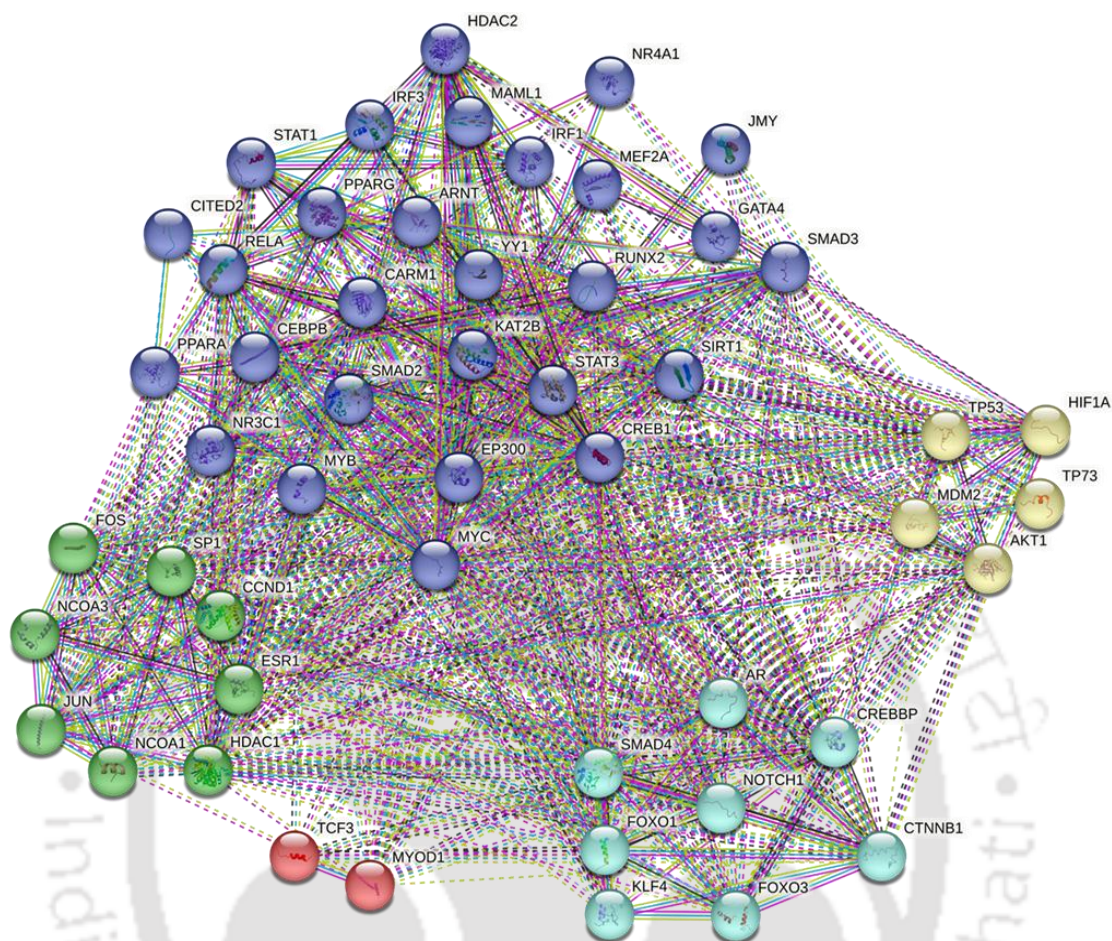 HDAC2
NR4A1
IRF3
MAML1
STAT1
IRF1
JMY
MEF2A
PPARG
ARNT
CITED2
GATA4
RELA
SMAD3
YY1
RUNX2
CARM1
CEBPB
KAT2B
PPARA
STAT3
SIRT1
SMAD2
HIF1A
TP53
NR3C1
CREB1
EP300
MYB
TP73
MDM2
FOS
MYC
AKT1
SP1
CCND1
NCOA3
ESR1
AR
JUN
CREBBP
NCOA1
HDAC1
SMAD4
NOTCH1
TCF3
FOXO1
CTNNB1
MYOD1
KLF4
FOXO3